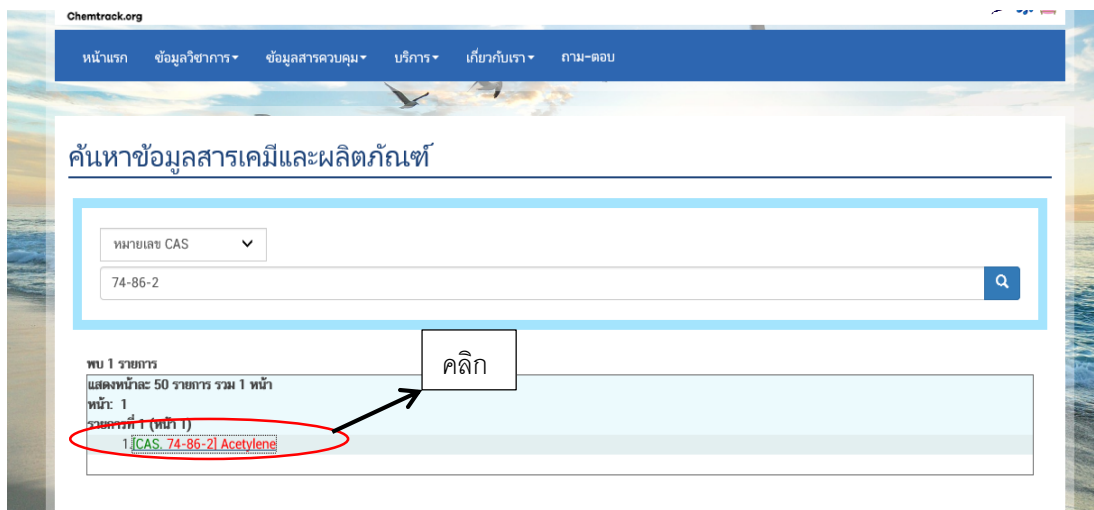 Chemtrack.org
หน้าแรก ข้อมูลวิชาการ ข้อมูลสารควบคุม บริการ เกี่ยวกับเรา ถาม-ตอบ
ค้นหาข้อมูลสารเคมีและผลิตภัณฑ์
หมายเลข CAS
74-86-2
คลิก
พบ 1 รายการ
แสดงหน้าละ 50 รายการ รวม 1 หน้า
หน้า: 1
รายการที่ 1 (หน้า 1)
1.[CAS. 74-86-2] Acetylene